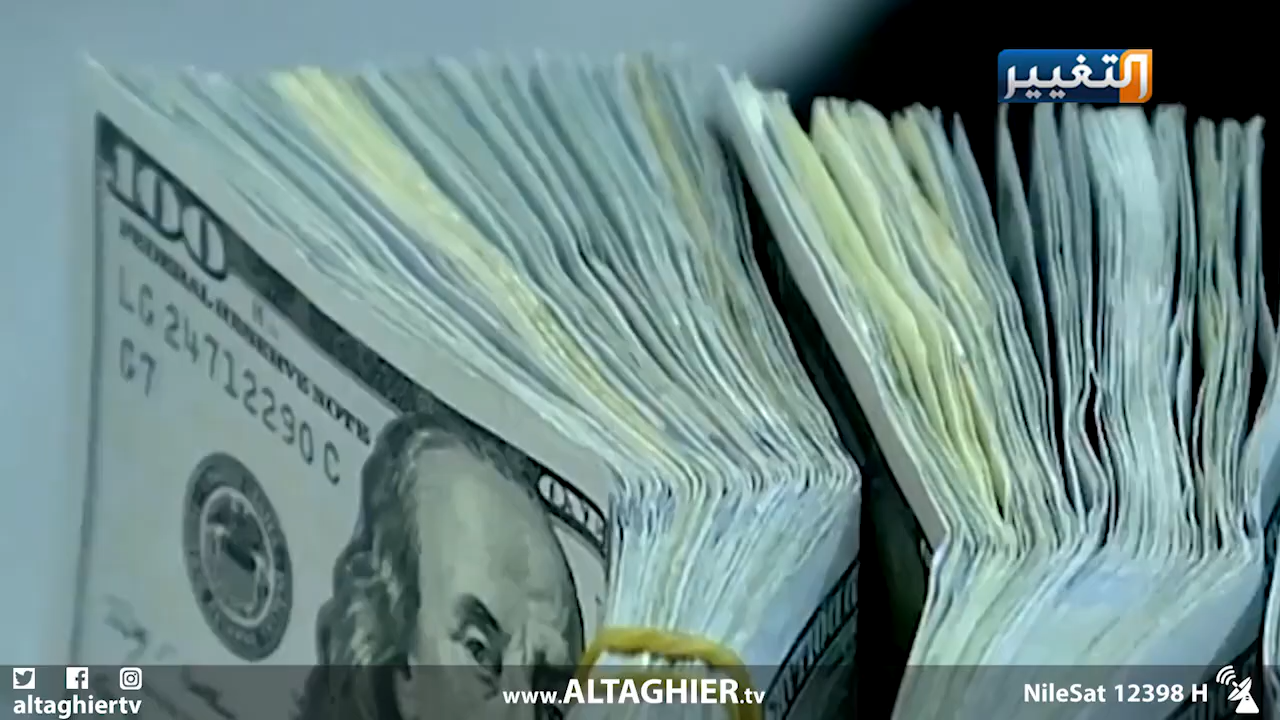 التغيير
100
FEDERAL RESERVE NOTE
LG 24712290 C
G7
altaghiertv
www.ALTAGHIER.tv
NileSat 12398 H